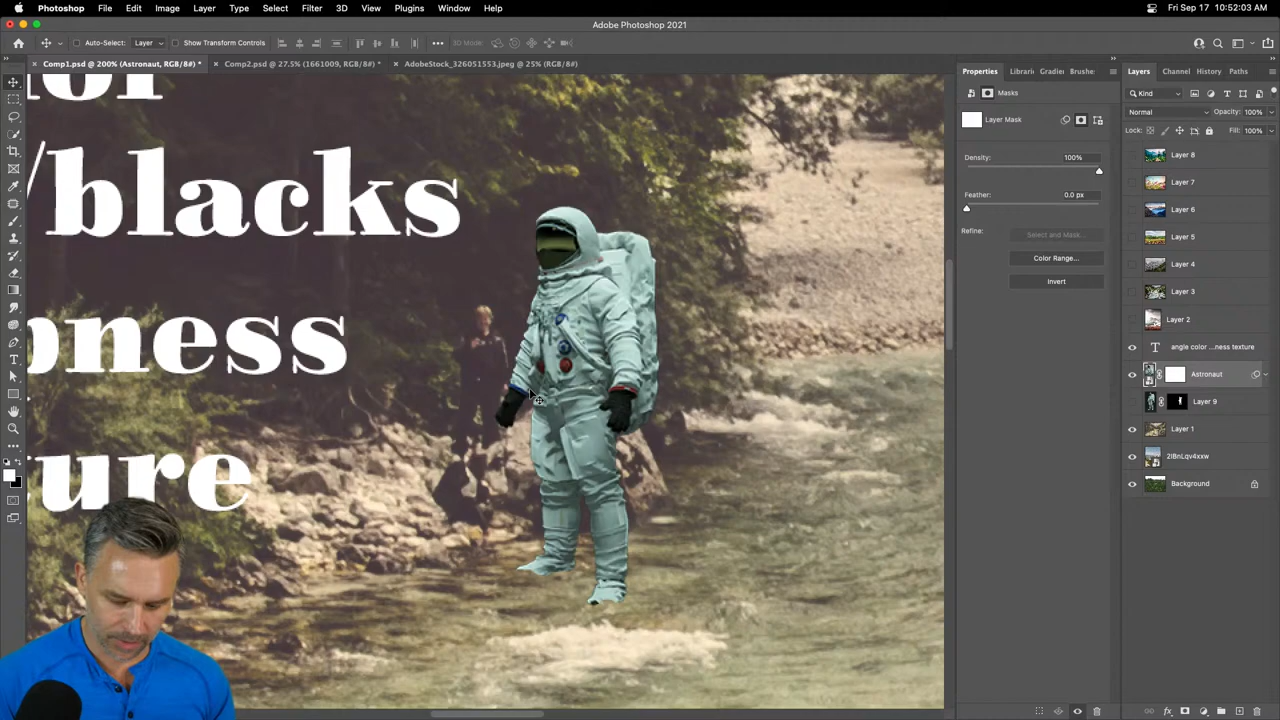 Photoshop File Edit Image Layer Type Select Filter 3D View Plugins Window Help Fri Sep 17 10:52:03 AM
Adobe Photoshop 2021
Auto-Select: Layer Show Transform Controls 3D Mode:
Comp1.psd @ 200% (Astronaut, RGB/8#) * Comp2.psd @ 27.5% (1661009, RGB/8#) * AdobeStock_326051553.jpeg @ 25% (RGB/8#)
/blacks
pness
ure
Properties Librari Gradie Brushe:
Masks
Layer Mask
Density: 100%
Feather: 0.0 px
Refine: Select and Mask...
Color Range...
Invert
Layers Channel History Paths
Kind
Normal Opacity: 100%
Lock: Fill: 100%
Layer 8
Layer 7
Layer 6
Layer 5
Layer 4
Layer 3
Layer 2
angle color ...ness texture
Astronaut
Layer 9
Layer 1
2IBnLqv4xxw
Background